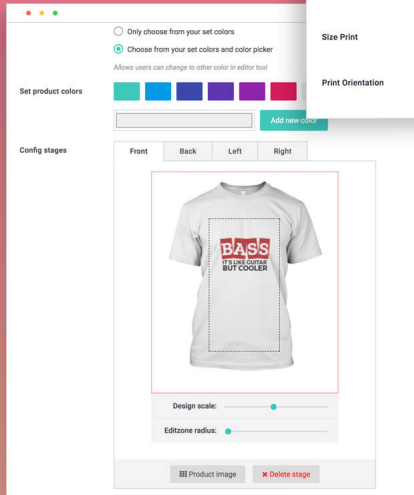 Only choose from your set colors
Choose from your set colors and color picker
Allows users can change to other color in editor tool
Size Print
Print Orientation
Set product colors
Add new color
Config stages
Front
Back
Left
Right
BASS
IT'S LIKE GUITAR
BUT COOLER
Design scale:
Editzone radius:
Product image
Delete stage